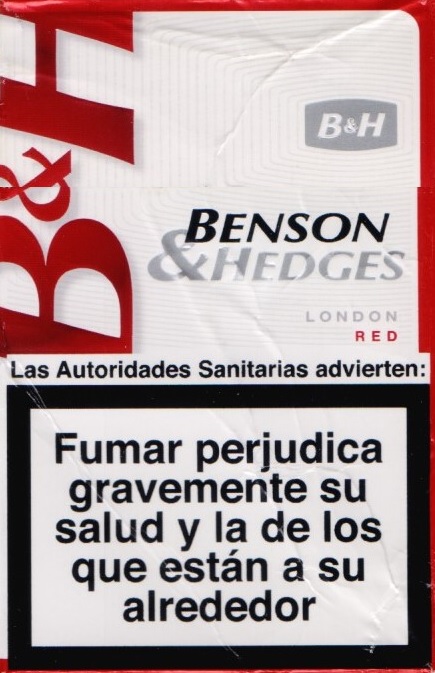 B&H
B&H
BENSON
&HEDGES
LONDON
RED
Las Autoridades Sanitarias advierten:
Fumar perjudica
gravemente su
salud y la de los
que están a su
alrededor